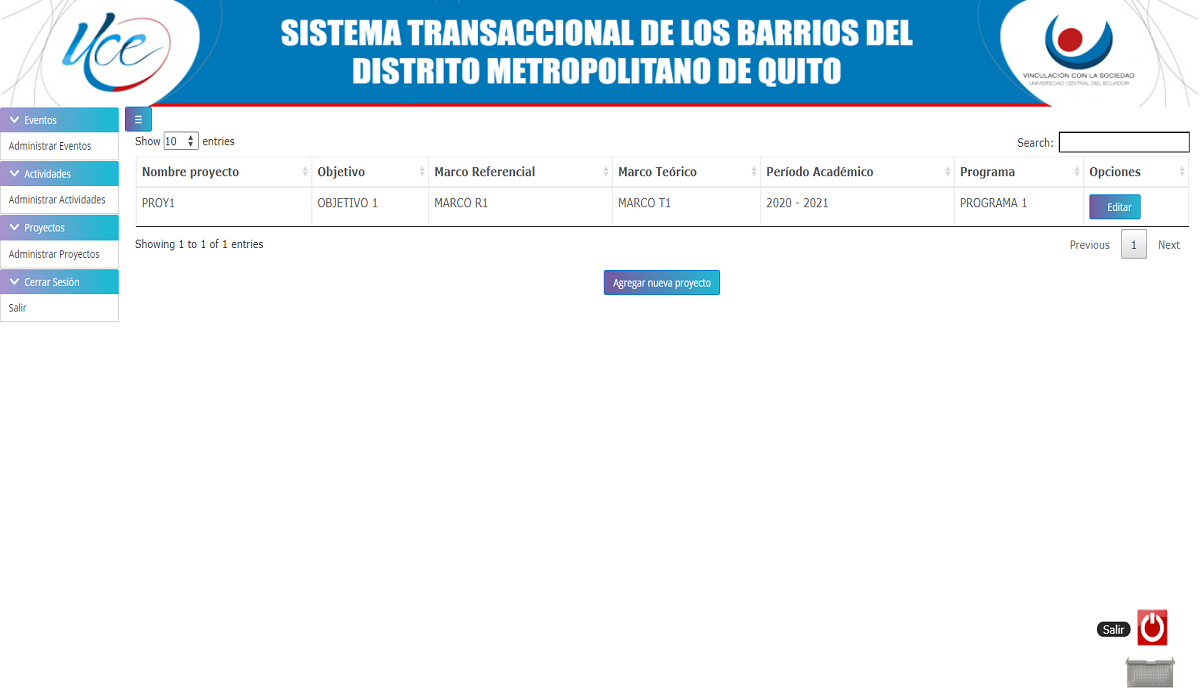 uce
SISTEMA TRANSACCIONAL DE LOS BARRIOS DEL
DISTRITO METROPOLITANO DE QUITO
VINCULACIÓN CON LA SOCIEDAD
UNIVERSIDAD CENTRAL DEL ECUADOR
Eventos
Administrar Eventos
Actividades
Administrar Actividades
Proyectos
Administrar Proyectos
Cerrar Sesión
Salir
Show 10 entries
Search:
Nombre proyecto Objetivo Marco Referencial Marco Teórico Período Académico Programa Opciones
PROY1 OBJETIVO 1 MARCO R1 MARCO T1 2020 - 2021 PROGRAMA 1 Editar
Showing 1 to 1 of 1 entries
Previous 1 Next
Agregar nueva proyecto
Salir